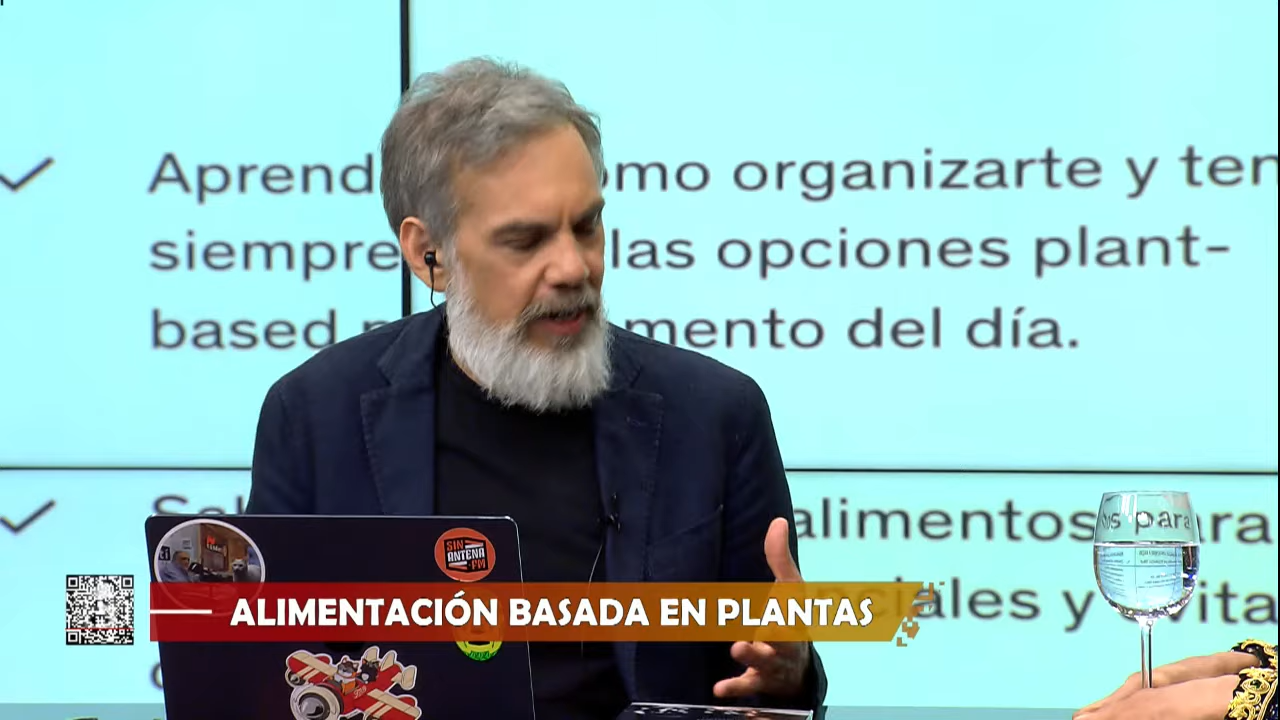 Aprend omo organizarte y ten
siempre las opciones plant-
based mento del día.
alimentos para
iales y vita
SIN
ANTENA
.FM
ALIMENTACIÓN BASADA EN PLANTAS